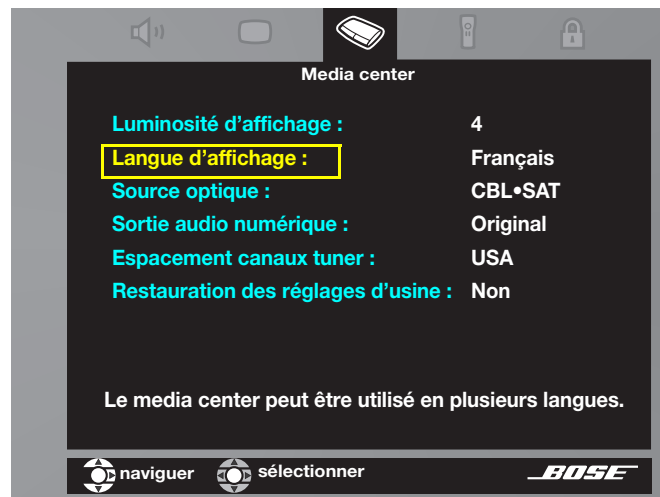 Media center
Luminosité d’affichage : 4
Langue d’affichage : Français
Source optique : CBL•SAT
Sortie audio numérique : Original
Espacement canaux tuner : USA
Restauration des réglages d’usine : Non
Le media center peut être utilisé en plusieurs langues.
naviguer sélectionner BOSE